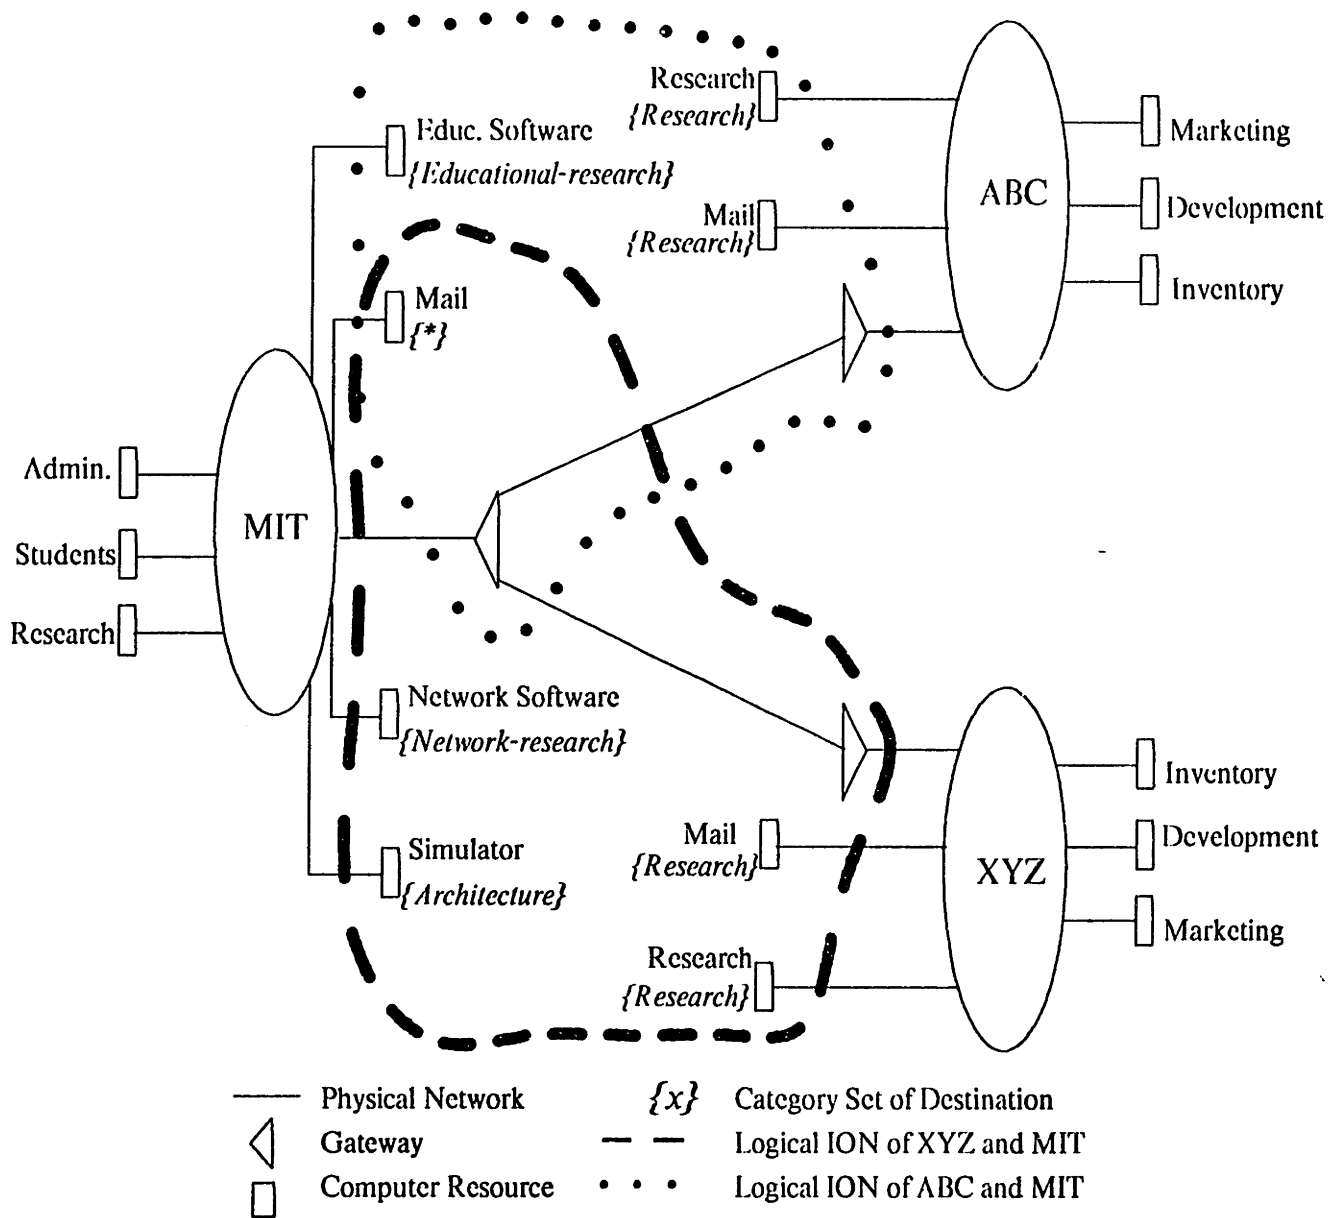 Research
{Research}
Educ. Software
{Educational-research}
Marketing
ABC
Mail
{Research}
Development
Mail
{*}
Inventory
Admin.
MIT
Students
Research
Network Software
{Network-research}
Inventory
Mail
{Research}
Development
Simulator
{Architecture}
XYZ
Marketing
Research
{Research}
Physical Network
{x} Category Set of Destination
Gateway
Logical ION of XYZ and MIT
Computer Resource
Logical ION of ABC and MIT